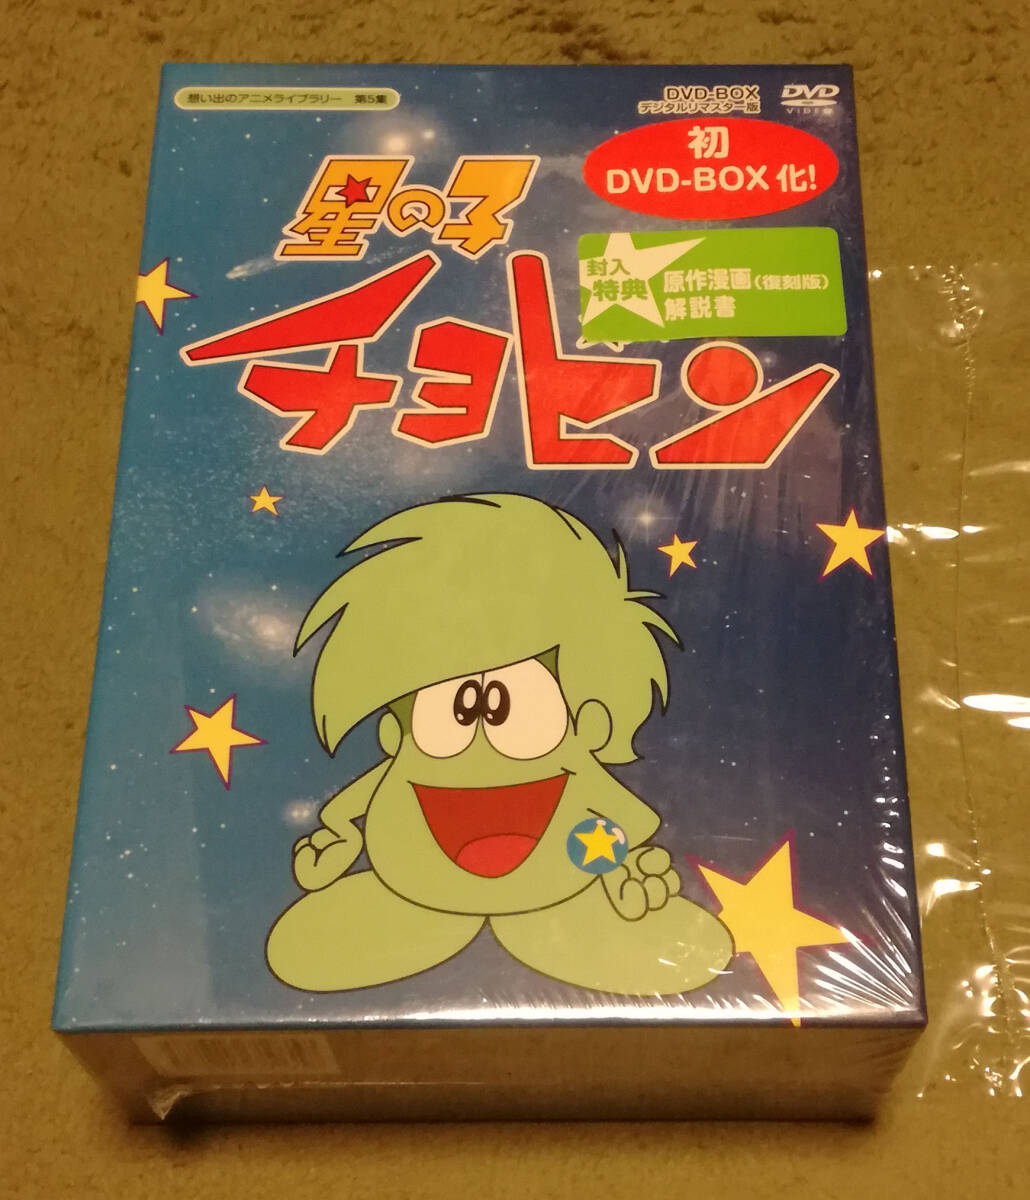 想い出のアニメライブラリー 第5集
DVD-BOX
デジタルリマスター版
DVD
VIDEO
初
DVD-BOX化!
星の子
チョビン
封入
特典
原作漫画(復刻版)
解説書